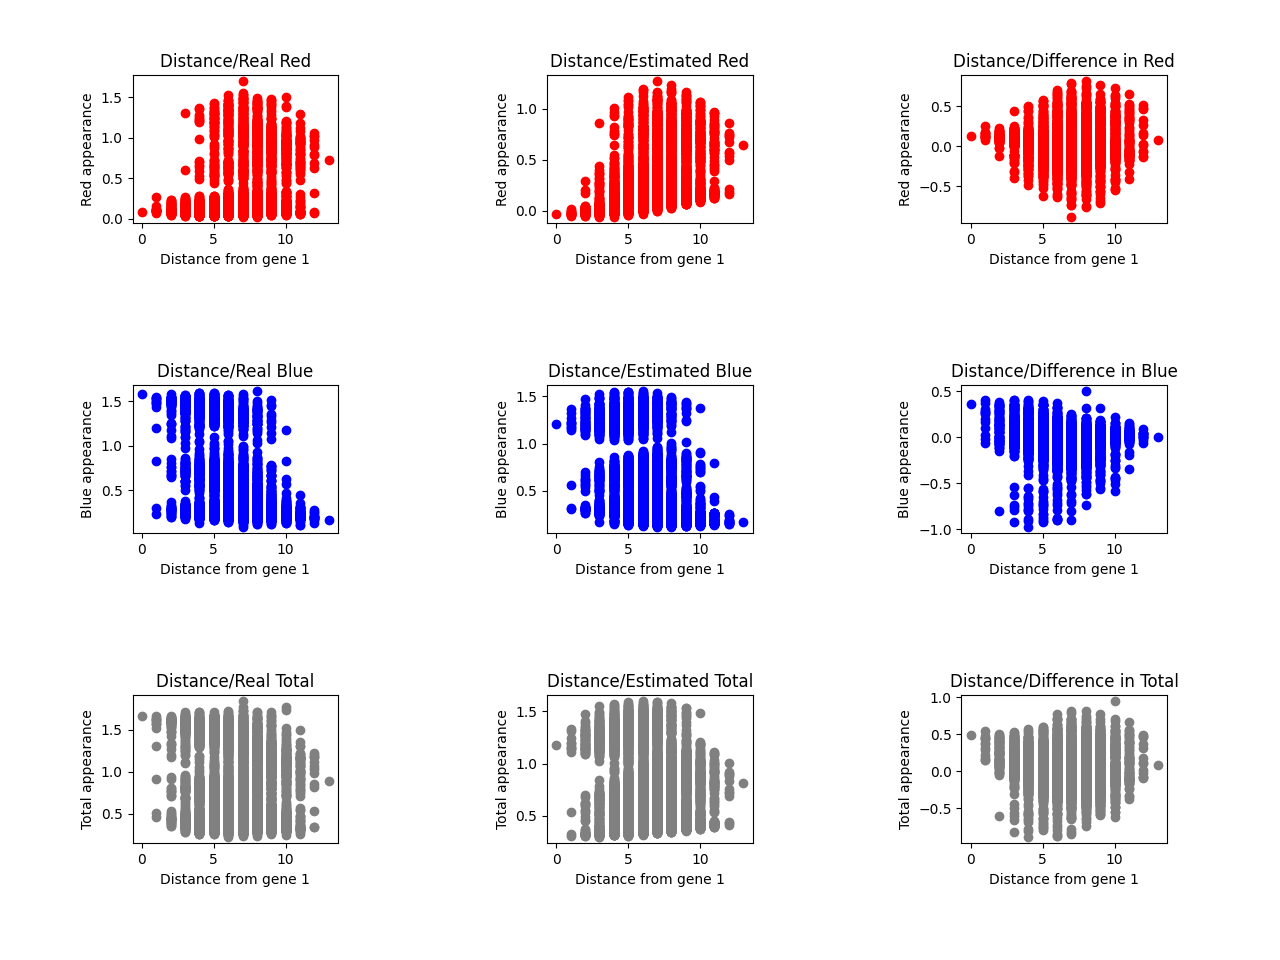 Distance/Real Red
Distance/Estimated Red
Distance/Difference in Red
Red appearance
1.5
1.0
0.5
0.0
0
5
10
Distance from gene 1
Red appearance
1.0
0.5
0.0
0
5
10
Distance from gene 1
Red appearance
0.5
0.0
−0.5
0
5
10
Distance from gene 1
Distance/Real Blue
Distance/Estimated Blue
Distance/Difference in Blue
Blue appearance
1.5
1.0
0.5
0
5
10
Distance from gene 1
Blue appearance
1.5
1.0
0.5
0
5
10
Distance from gene 1
Blue appearance
0.5
0.0
−0.5
−1.0
0
5
10
Distance from gene 1
Distance/Real Total
Distance/Estimated Total
Distance/Difference in Total
Total appearance
1.5
1.0
0.5
0
5
10
Distance from gene 1
Total appearance
1.5
1.0
0.5
0
5
10
Distance from gene 1
Total appearance
1.0
0.5
0.0
−0.5
0
5
10
Distance from gene 1